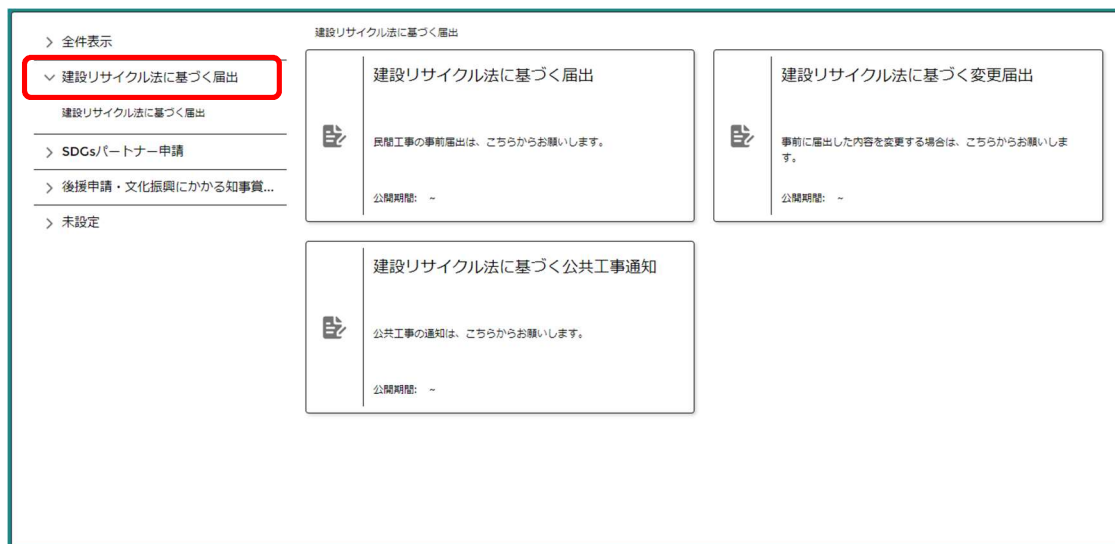 全件表示
建設リサイクル法に基づく届出
建設リサイクル法に基づく届出
SDGsパートナー申請
後援申請・文化振興にかかる知事賞...
未設定
建設リサイクル法に基づく届出
建設リサイクル法に基づく届出
民間工事の事前届出は、こちらからお願いします。
公開期間: ~
建設リサイクル法に基づく変更届出
事前に届出した内容を変更する場合は、こちらからお願いしま
す。
公開期間: ~
建設リサイクル法に基づく公共工事通知
公共工事の通知は、こちらからお願いします。
公開期間: ~